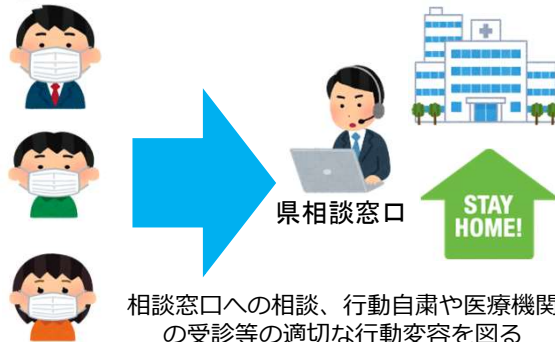 県相談窓口
STAY
HOME!
相談窓口への相談、行動自粛や医療機関
の受診等の適切な行動変容を図る